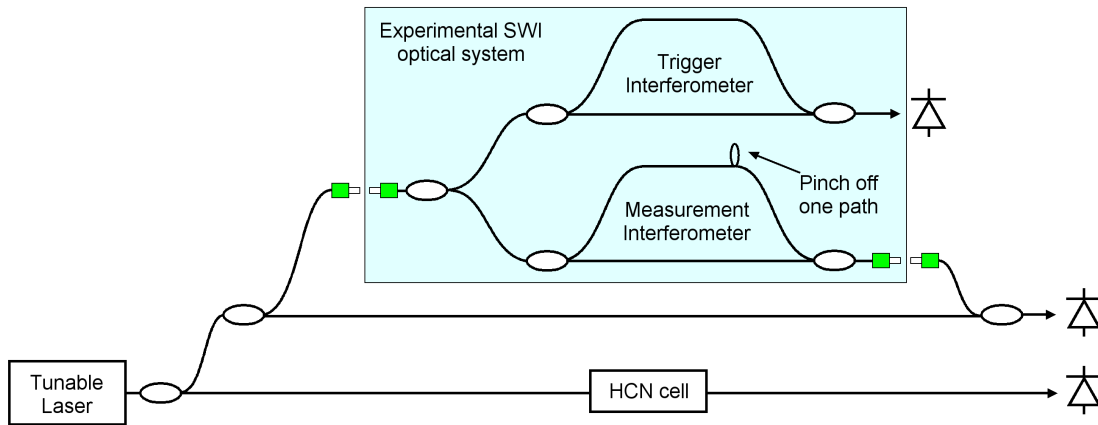 Experimental SWI
optical system
Trigger
Interferometer
Pinch off
one path
Measurement
Interferometer
Tunable
Laser
HCN cell